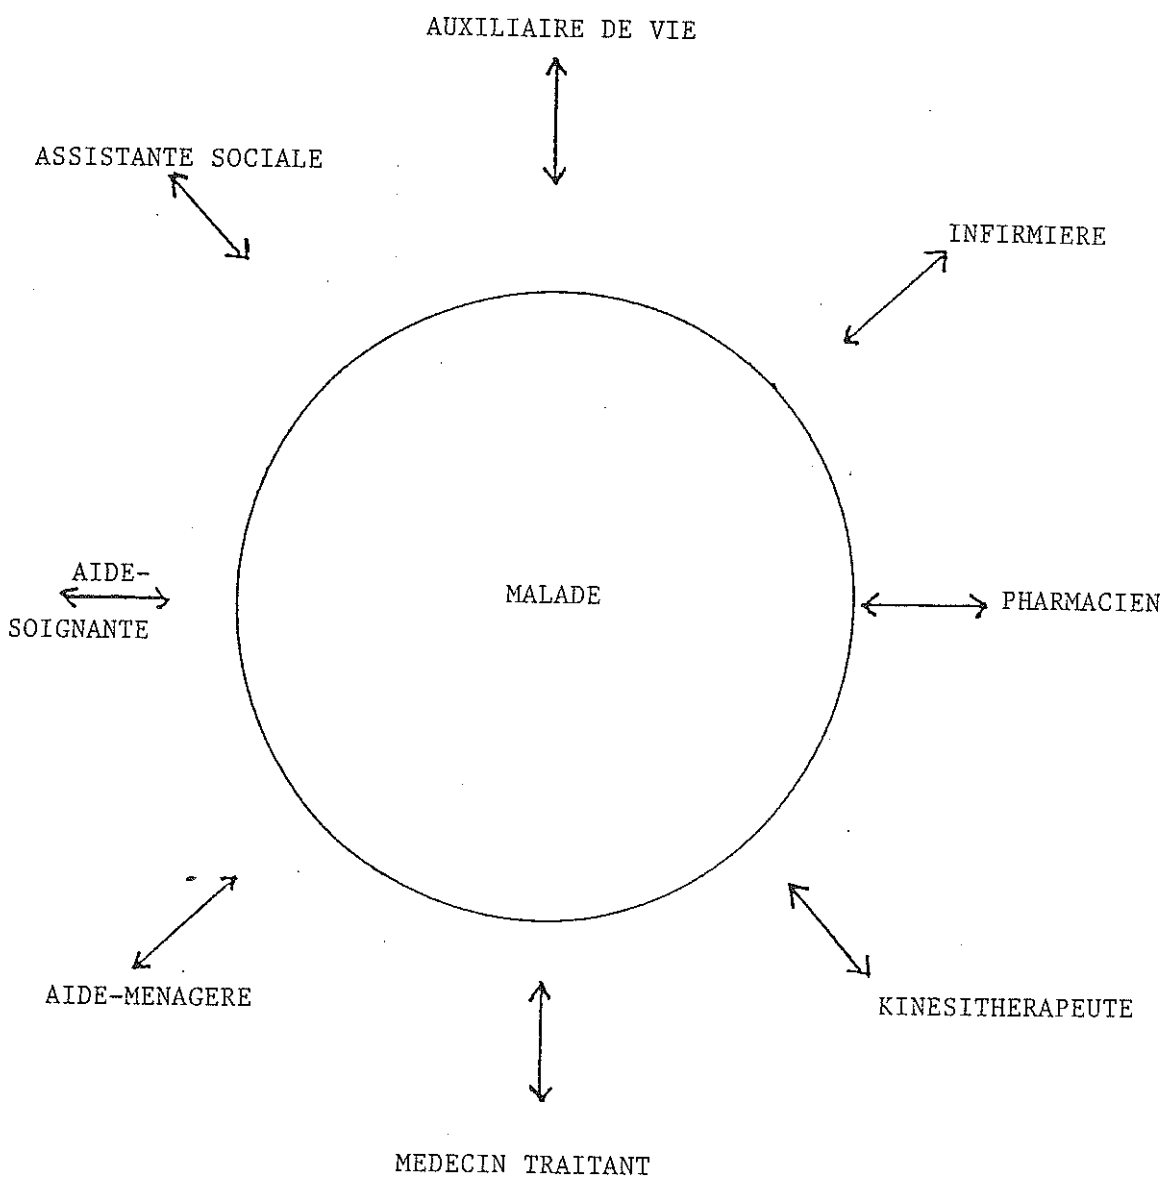 AUXILIAIRE DE VIE
ASSISTANTE SOCIALE
INFIRMIERE
AIDE-
SOIGNANTE
MALADE
PHARMACIEN
AIDE-MENAGERE
KINESITHERAPEUTE
MEDECIN TRAITANT